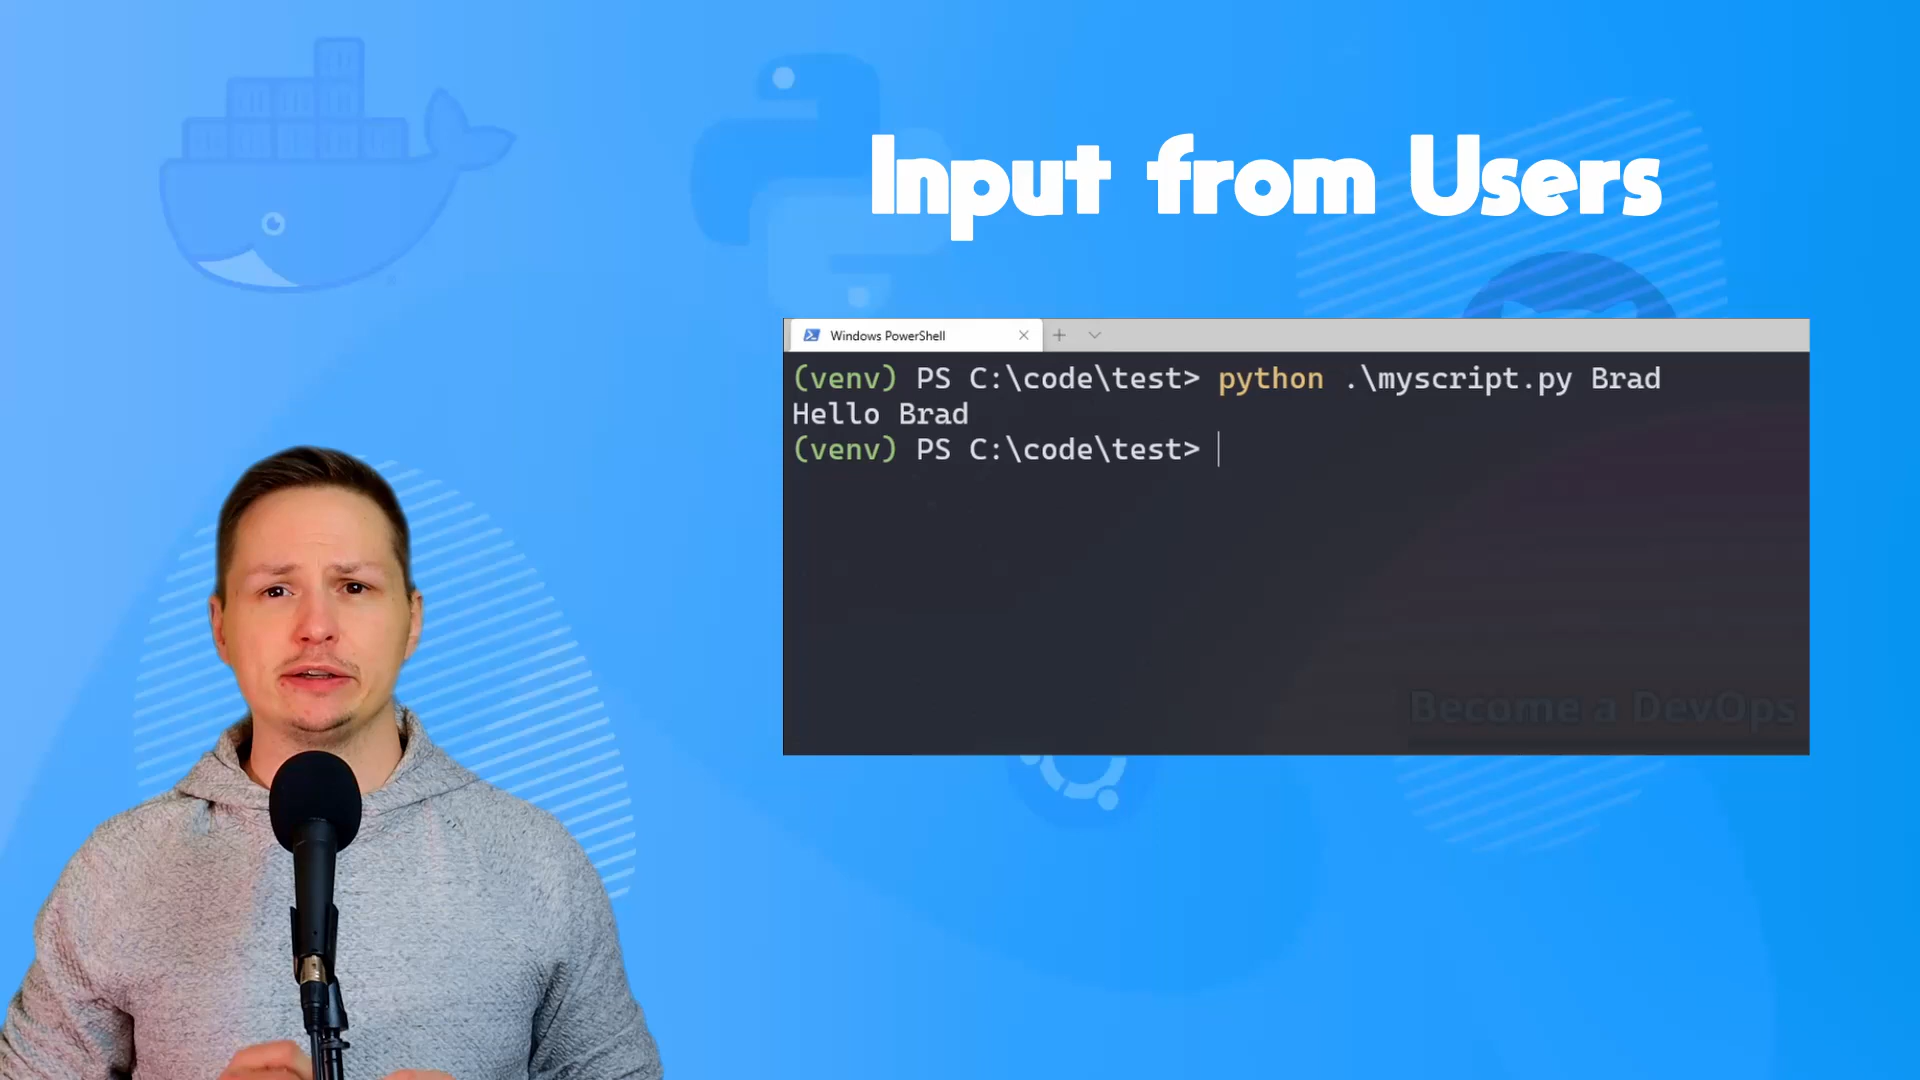 Input from Users
Windows PowerShell
(venv) PS C:\code\test> python .\myscript.py Brad
Hello Brad
(venv) PS C:\code\test>
Become a DevOps